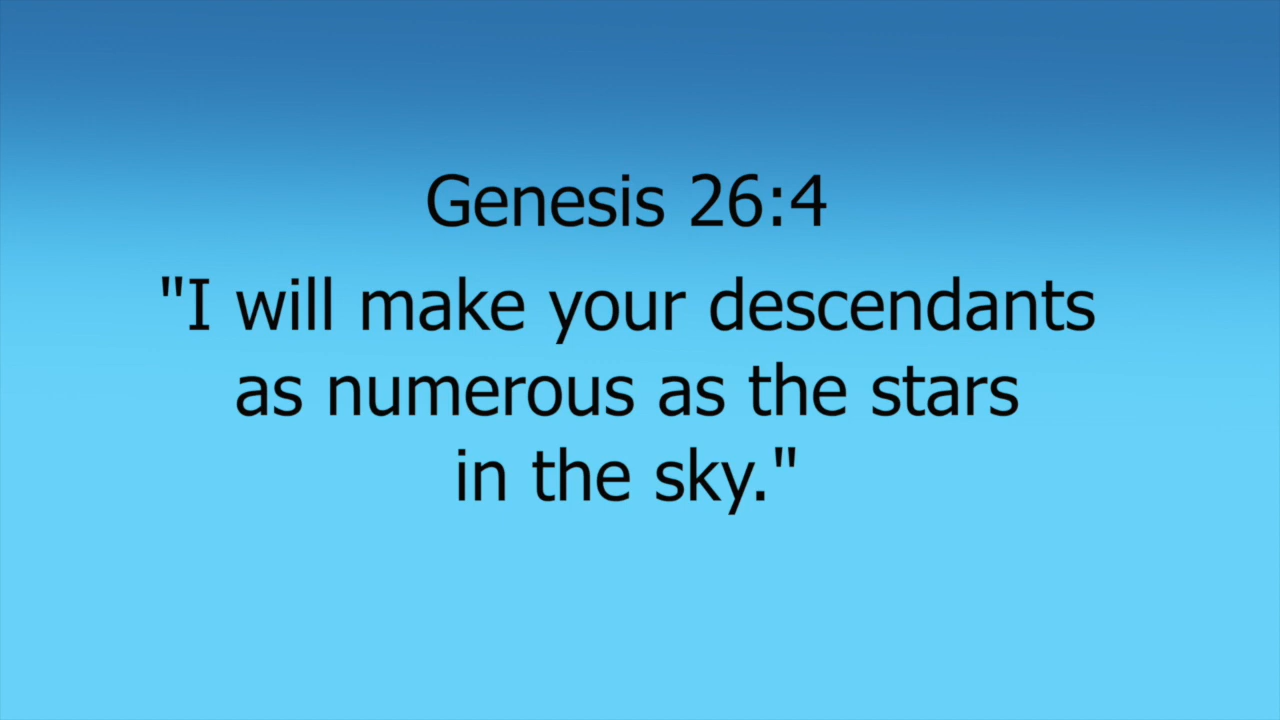 Genesis 26:4
"I will make your descendants
as numerous as the stars
in the sky."